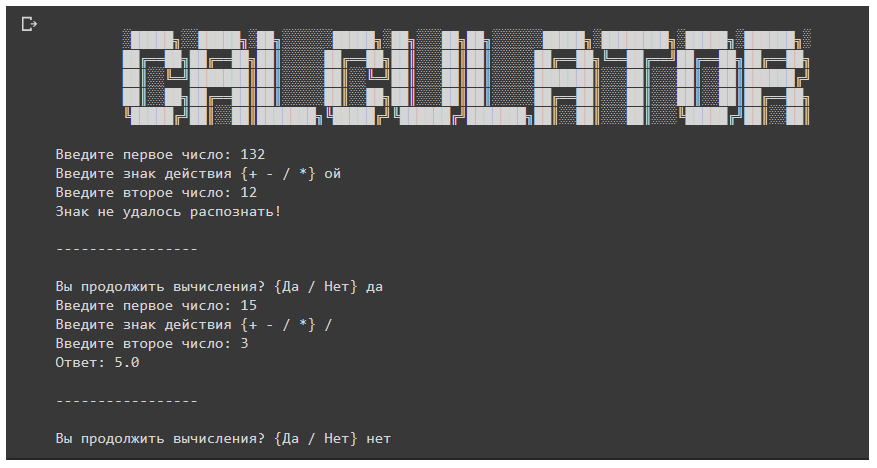 CALCULATOR
Введите первое число: 132
Введите знак действия {+ - / *} ой
Введите второе число: 12
Знак не удалось распознать!
-----------------
Вы продолжить вычисления? {Да / Нет} да
Введите первое число: 15
Введите знак действия {+ - / *} /
Введите второе число: 3
Ответ: 5.0
-----------------
Вы продолжить вычисления? {Да / Нет} нет